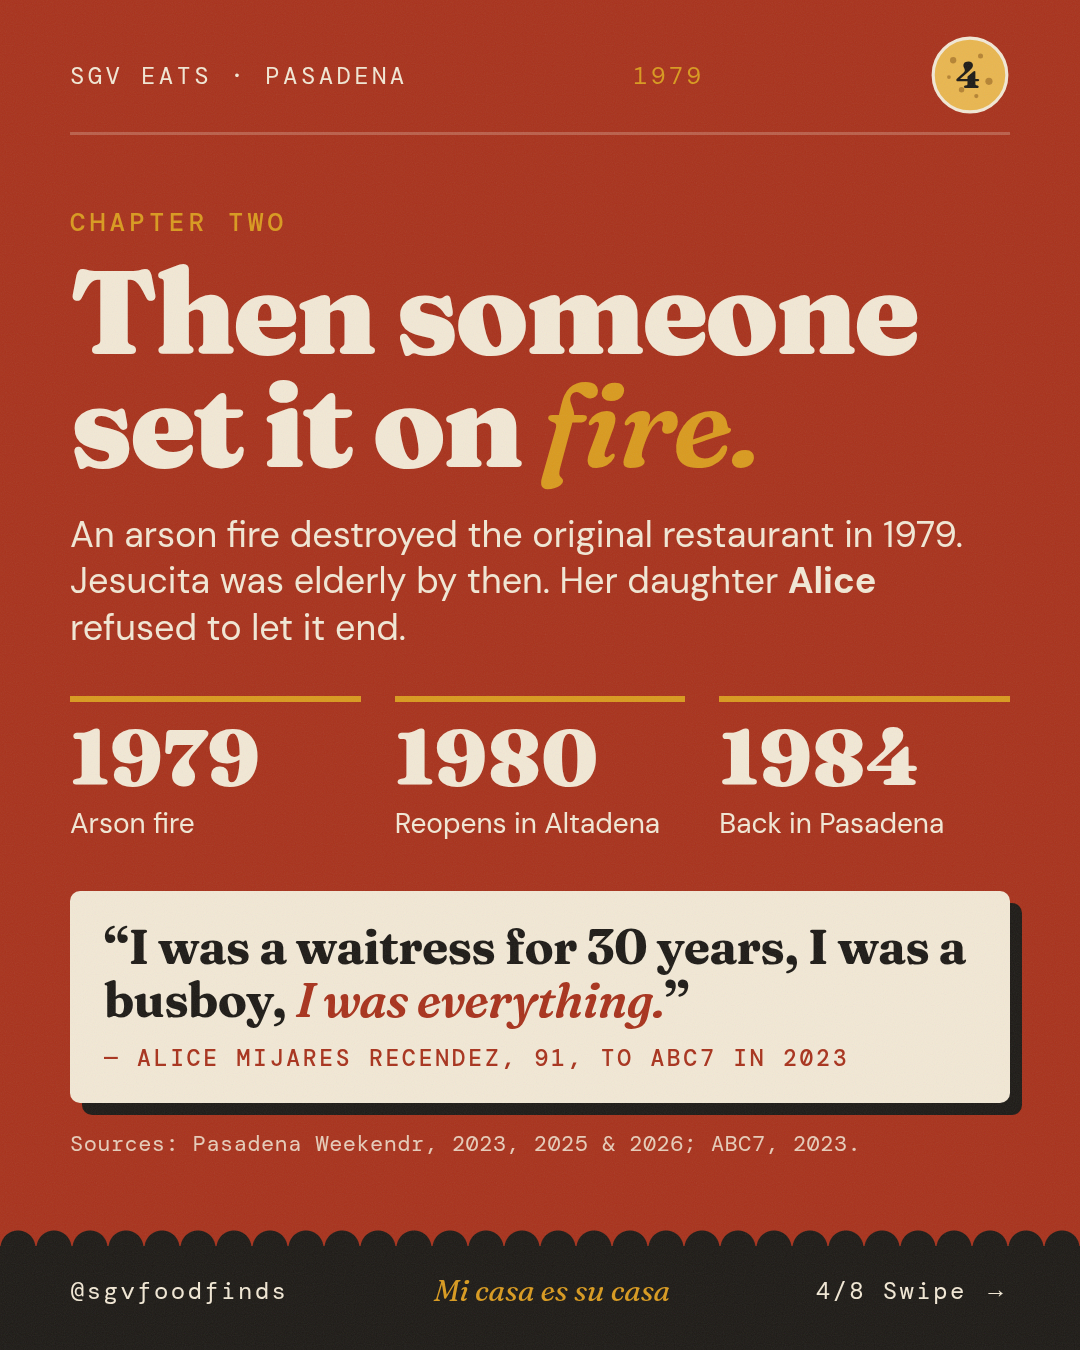 SGV EATS · PASADENA
1979
4
CHAPTER TWO
Then someone
set it on fire.
An arson fire destroyed the original restaurant in 1979.
Jesucita was elderly by then. Her daughter Alice
refused to let it end.
1979
Arson fire
1980
Reopens in Altadena
1984
Back in Pasadena
“I was a waitress for 30 years, I was a
busboy, I was everything.”
— ALICE MIJARES RECENDEZ, 91, TO ABC7 IN 2023
Sources: Pasadena Weekendr, 2023, 2025 & 2026; ABC7, 2023.
@sgvfoodfinds
Mi casa es su casa
4/8 Swipe →